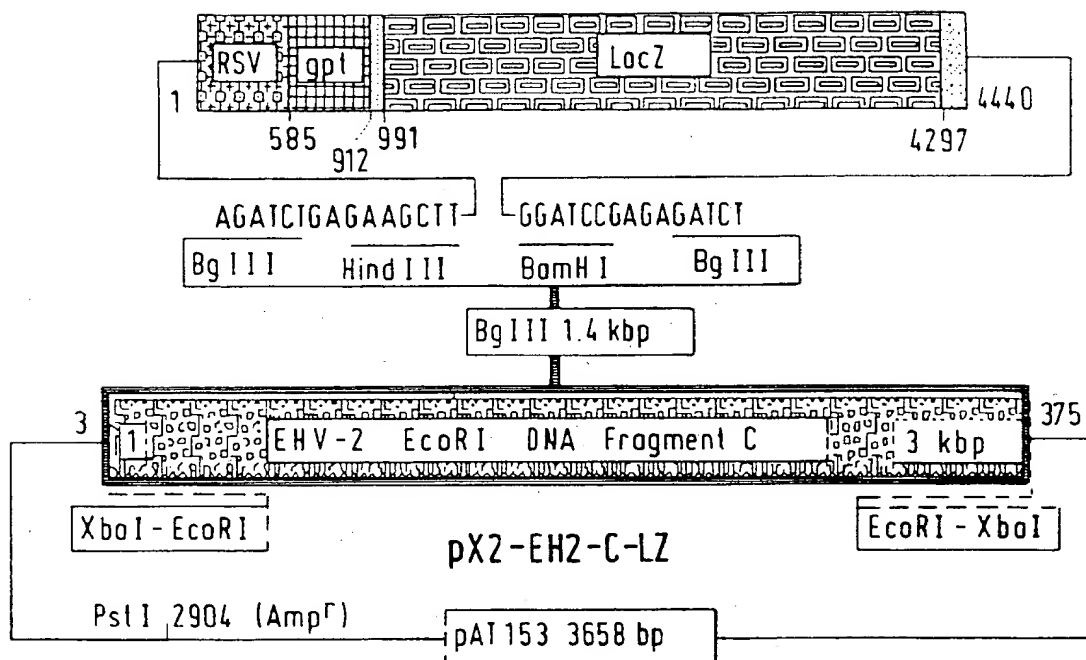 RSV gpt LacZ
1 4440
585 991 4297
912
AGATCTGAGAAGCTT GGATCCGAGAGATCT
BglII HindIII BamHI BglII
BglII 1.4 kbp
3 375
1 EHV-2 EcoRI DNA Fragment C 3 kbp
XbaI-EcoRI EcoRI-XbaI
pX2-EH2-C-LZ
PstI 2904 (Ampr)
pAT153 3658 bp